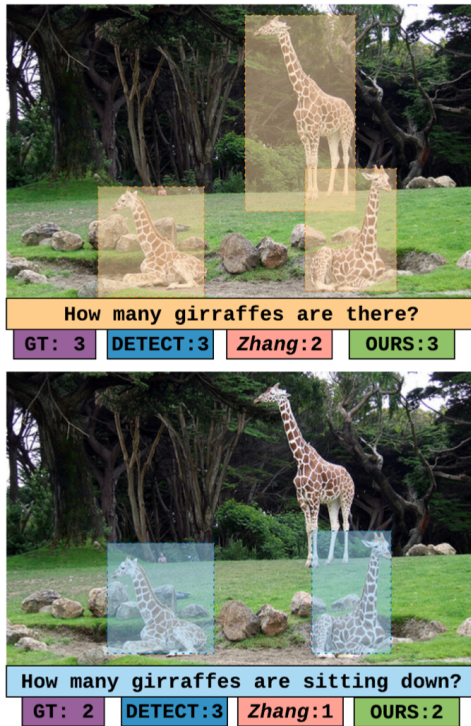 How many girraffes are there?
GT: 3 DETECT:3 Zhang:2 OURS:3
How many girraffes are sitting down?
GT: 2 DETECT:3 Zhang:1 OURS:2